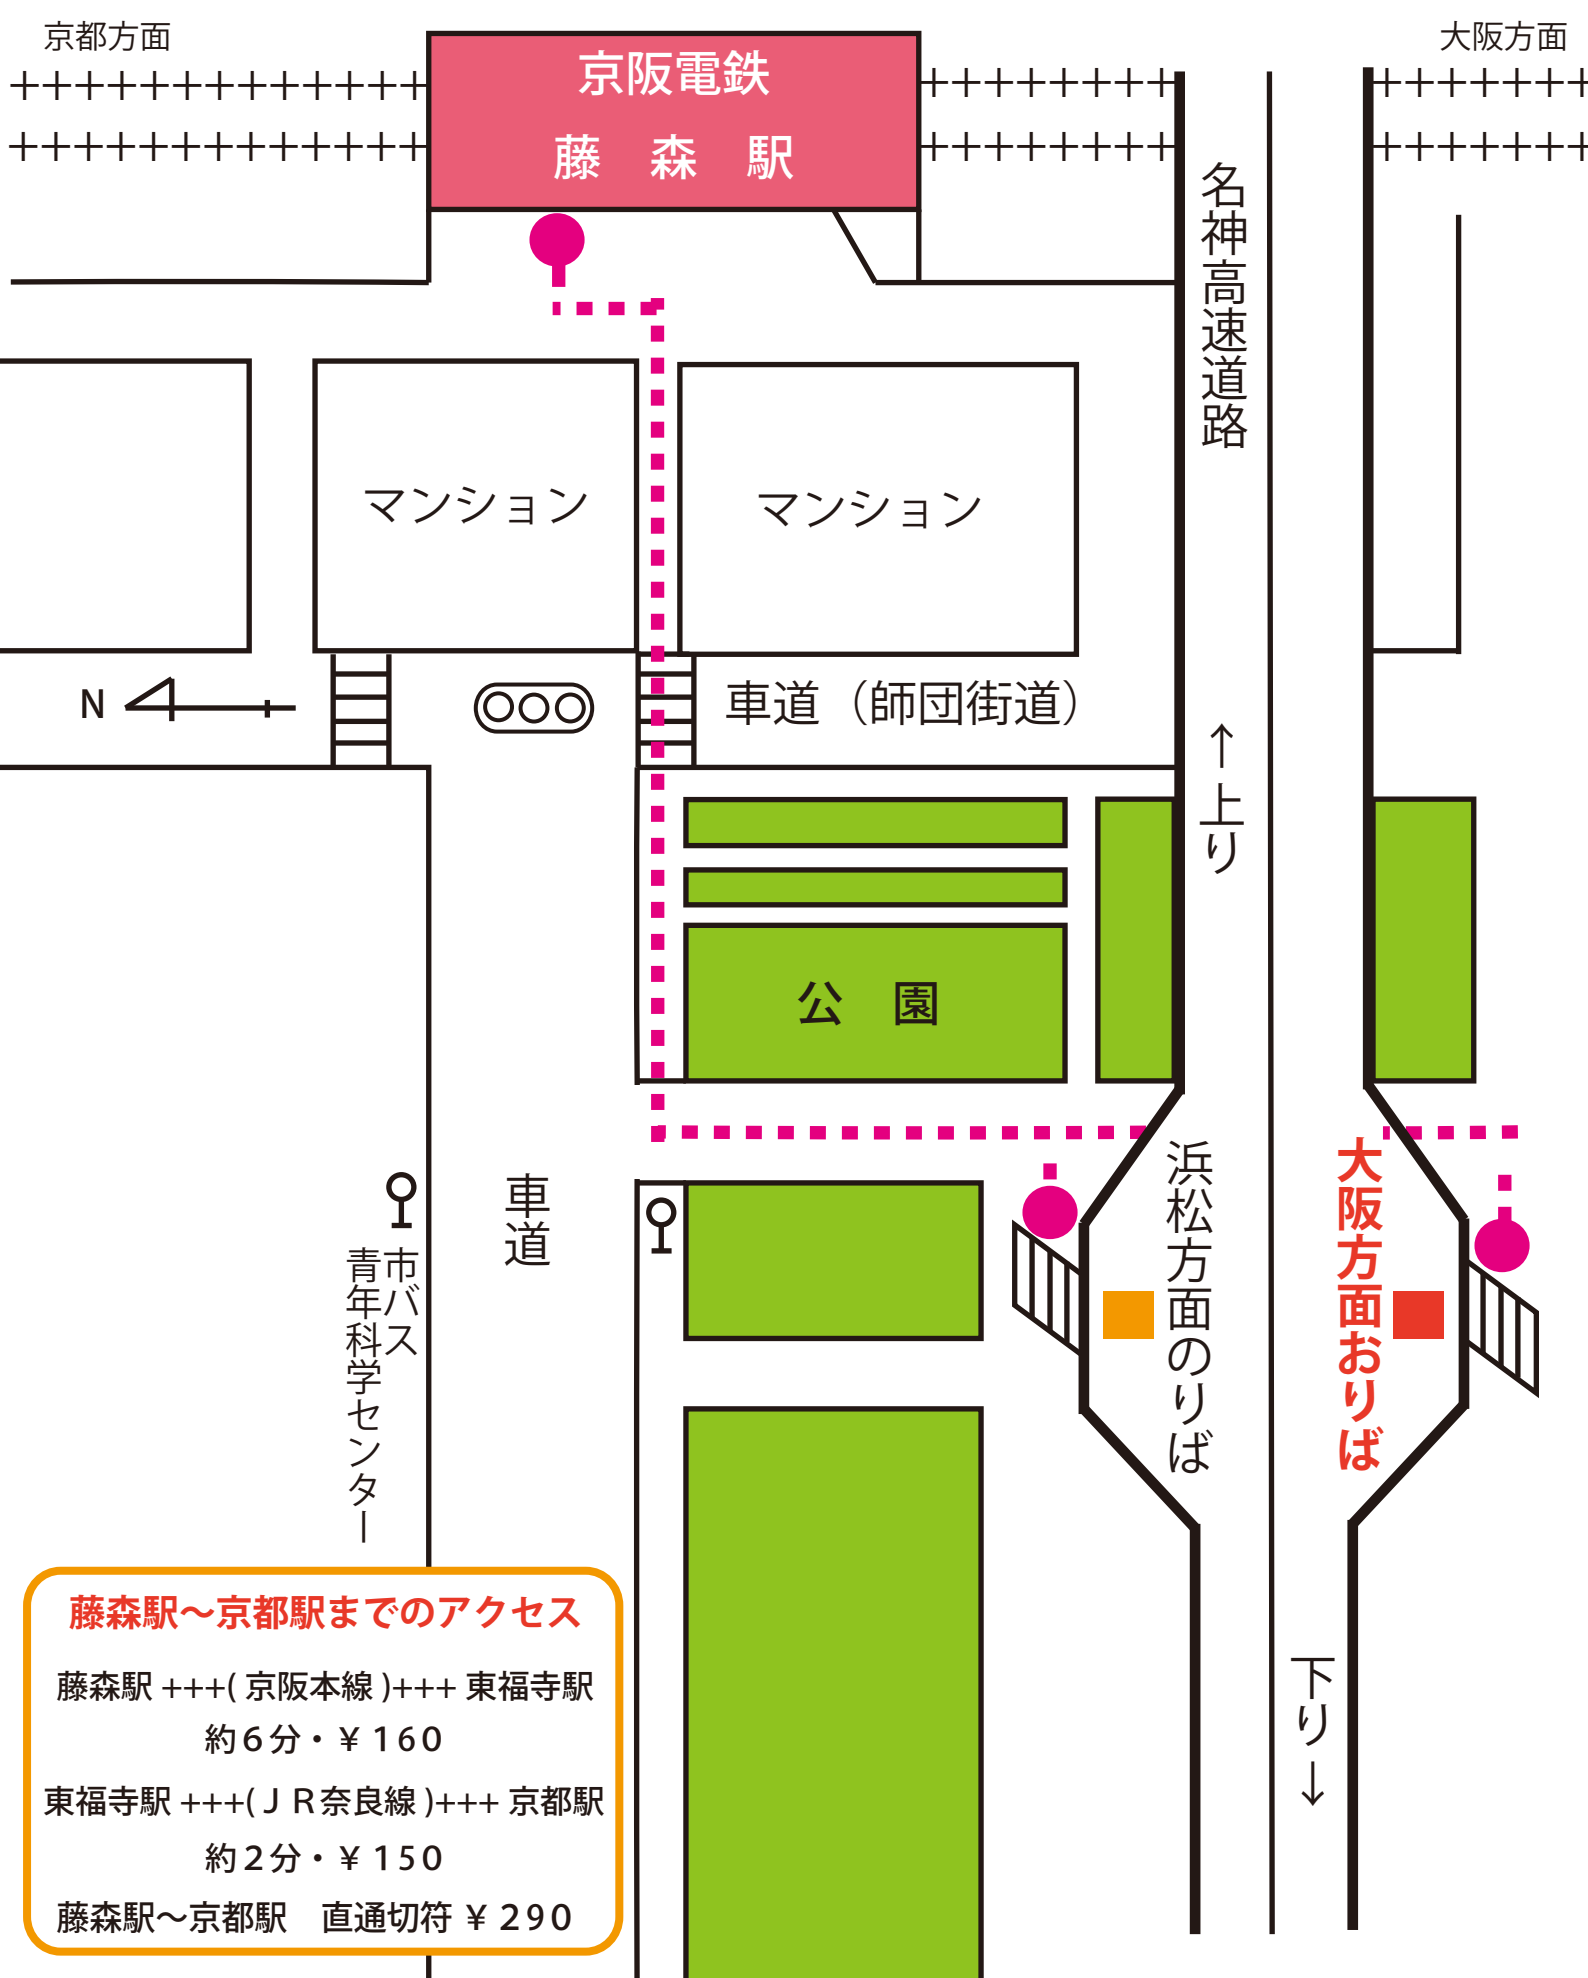 京都方面
大阪方面
京阪電鉄
藤　森　駅
名神高速道路
マンション
マンション
N
車道（師団街道）
↑上り
公　園
浜松方面のりば
大阪方面おりば
車道
市バス
青年科学センター
下り↓
藤森駅～京都駅までのアクセス
藤森駅 +++( 京阪本線 )+++ 東福寺駅
約６分・￥１６０
東福寺駅 +++(ＪＲ奈良線 )+++ 京都駅
約２分・￥１５０
藤森駅～京都駅　直通切符 ￥２９０